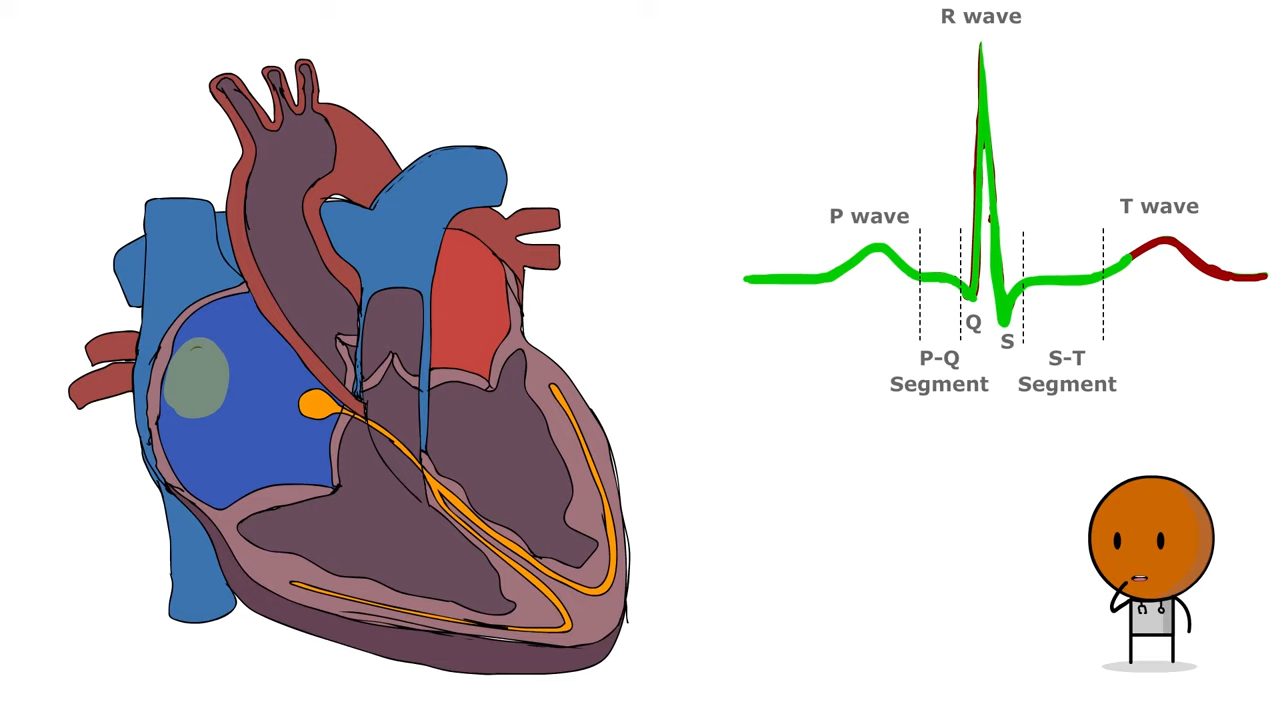 R wave
P wave
T wave
Q
S
P-Q
Segment
S-T
Segment